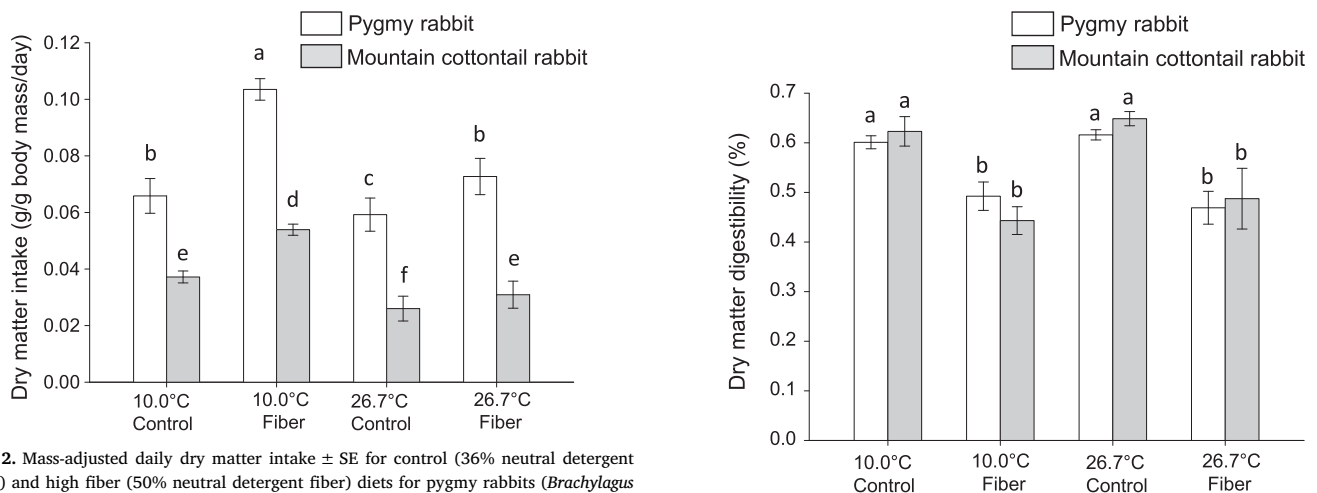 Pygmy rabbit
Mountain cottontail rabbit
Dry matter intake (g/g body mass/day)
0.12
0.10
0.08
0.06
0.04
0.02
0.00
b
e
a
d
c
f
b
e
10.0°C
Control
10.0°C
Fiber
26.7°C
Control
26.7°C
Fiber
2. Mass-adjusted daily dry matter intake ± SE for control (36% neutral detergent
) and high fiber (50% neutral detergent fiber) diets for pygmy rabbits (Brachylagus
Pygmy rabbit
Mountain cottontail rabbit
Dry matter digestibility (%)
0.7
0.6
0.5
0.4
0.3
0.2
0.1
0.0
a
a
b
b
a
a
b
b
10.0°C
Control
10.0°C
Fiber
26.7°C
Control
26.7°C
Fiber